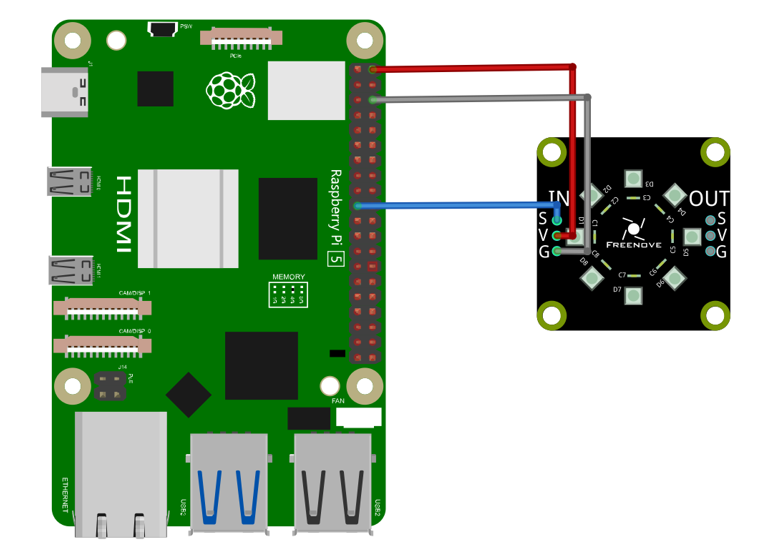 PSW
PCIe
J1
HDMI0
HDMI
Raspberry Pi 5
HDMI1
MEMORY
CAM/DISP 1
CAM/DISP 0
J14
PoE
FAN
ETHERNET
USB3
USB2
IN
OUT
S
V
G
S
V
G
D1
D2
D3
D4
D5
D6
D7
D8
C1
C2
C3
C4
C5
C6
C7
C8
FREENOVE